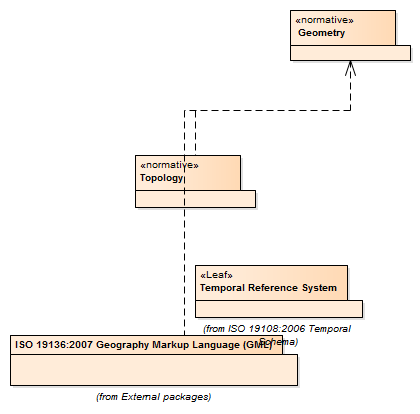 «normative»
Geometry
«normative»
Topology
«Leaf»
Temporal Reference System
(from ISO 19108:2006 Temporal
Schema)
ISO 19136:2007 Geography Markup Language (GML)
(from External packages)